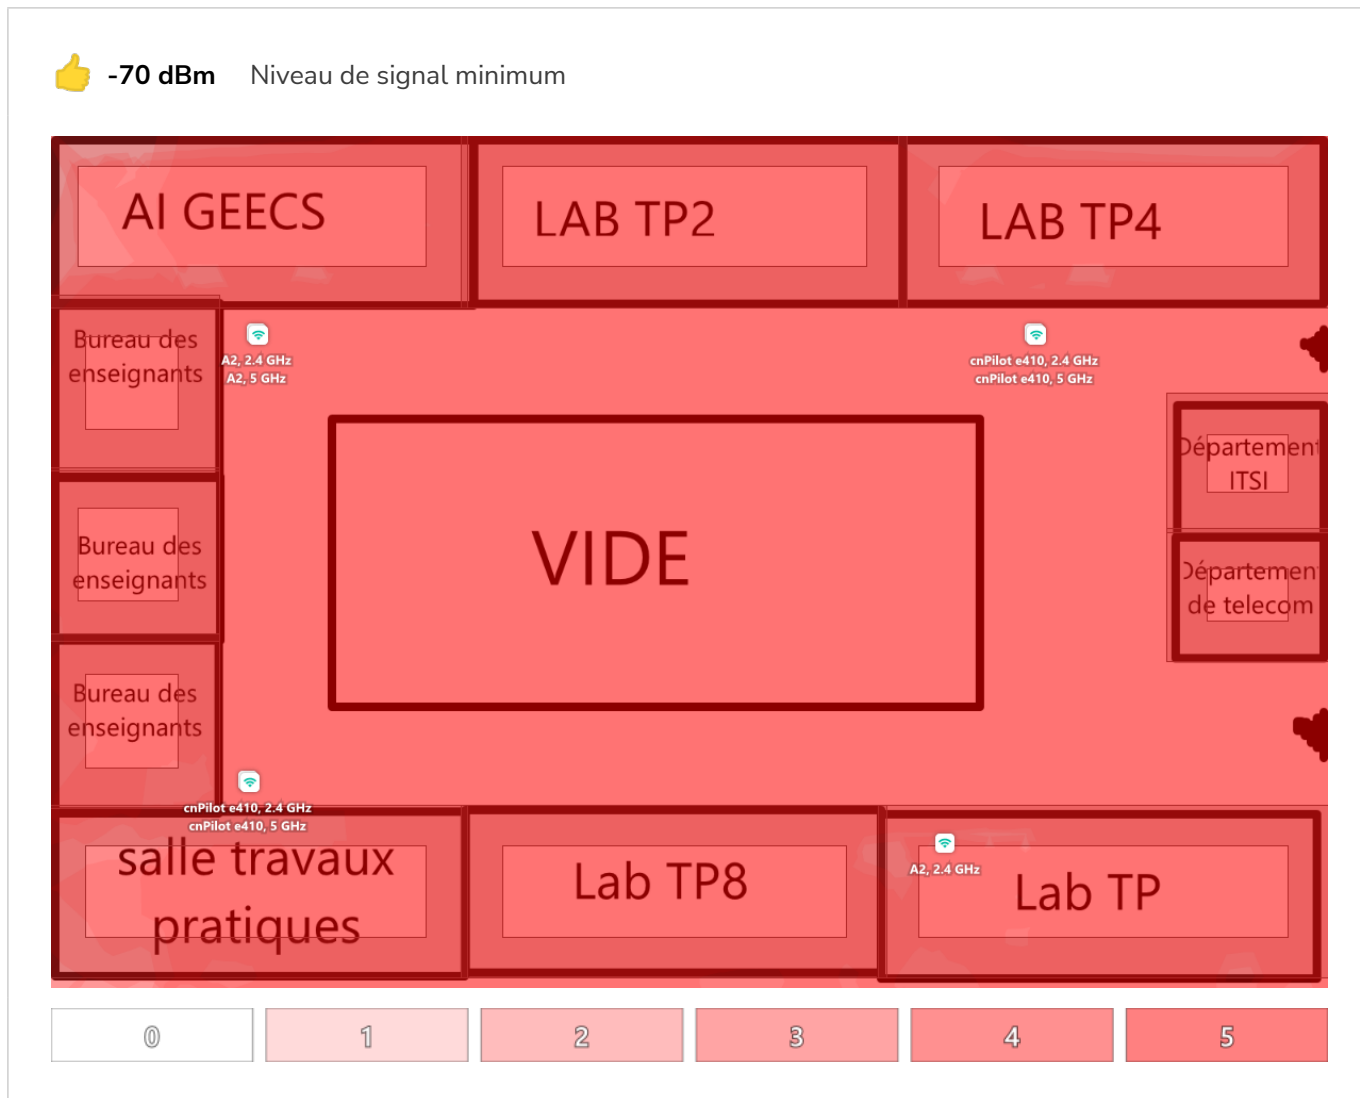 -70 dBm Niveau de signal minimum
AI GEECS
LAB TP2
LAB TP4
Bureau des
enseignants
A2, 2.4 GHz
A2, 5 GHz
cnPilot e410, 2.4 GHz
cnPilot e410, 5 GHz
Département
ITSI
VIDE
Bureau des
enseignants
Départemen
de telecom
Bureau des
enseignants
cnPilot e410, 2.4 GHz
cnPilot e410, 5 GHz
salle travaux
pratiques
Lab TP8
A2, 2.4 GHz
Lab TP
0 1 2 3 4 5